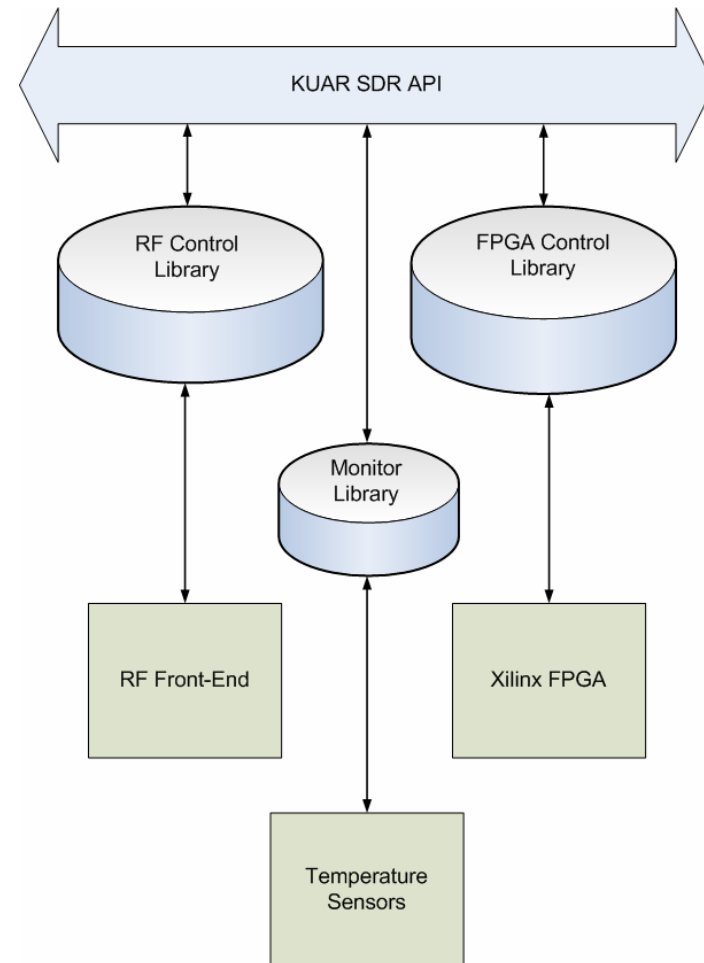 KUAR SDR API
RF Control
Library
FPGA Control
Library
Monitor
Library
RF Front-End
Xilinx FPGA
Temperature
Sensors